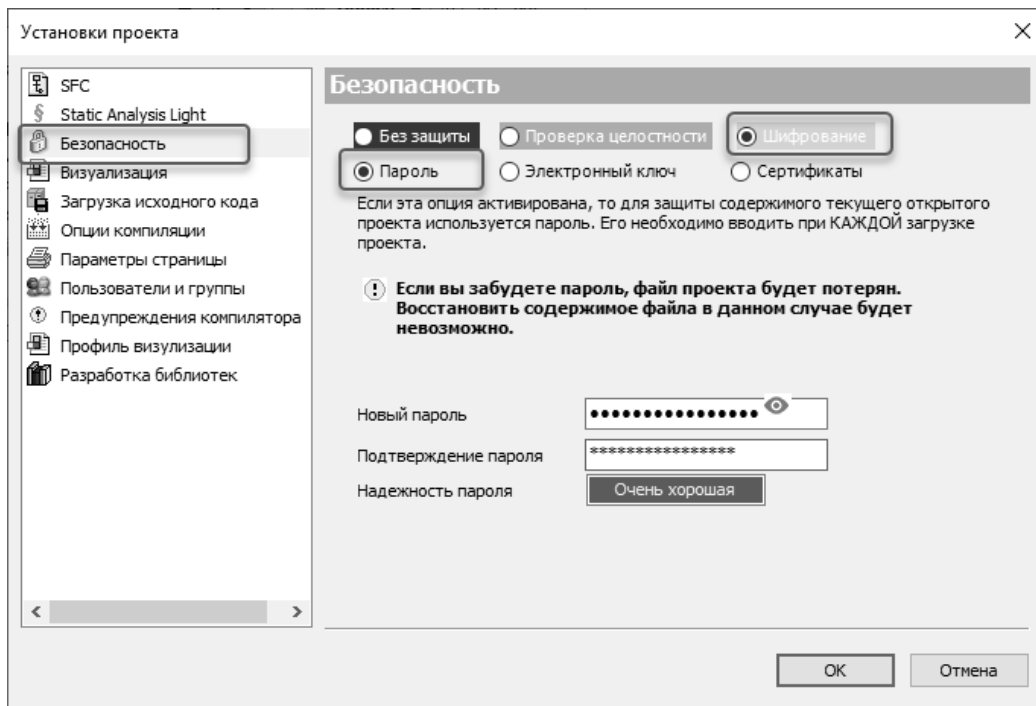 Установки проекта
SFC
Static Analysis Light
Безопасность
Визуализация
Загрузка исходного кода
Опции компиляции
Параметры страницы
Пользователи и группы
Предупреждения компилятора
Профиль визулизации
Разработка библиотек
Безопасность
Без защиты Проверка целостности Шифрование
Пароль Электронный ключ Сертификаты
Если эта опция активирована, то для защиты содержимого текущего открытого
проекта используется пароль. Его необходимо вводить при КАЖДОЙ загрузке
проекта.
Если вы забудете пароль, файл проекта будет потерян.
Восстановить содержимое файла в данном случае будет
невозможно.
Новый пароль ••••••••••••••••
Подтверждение пароля ****************
Надежность пароля Очень хорошая
OK Отмена